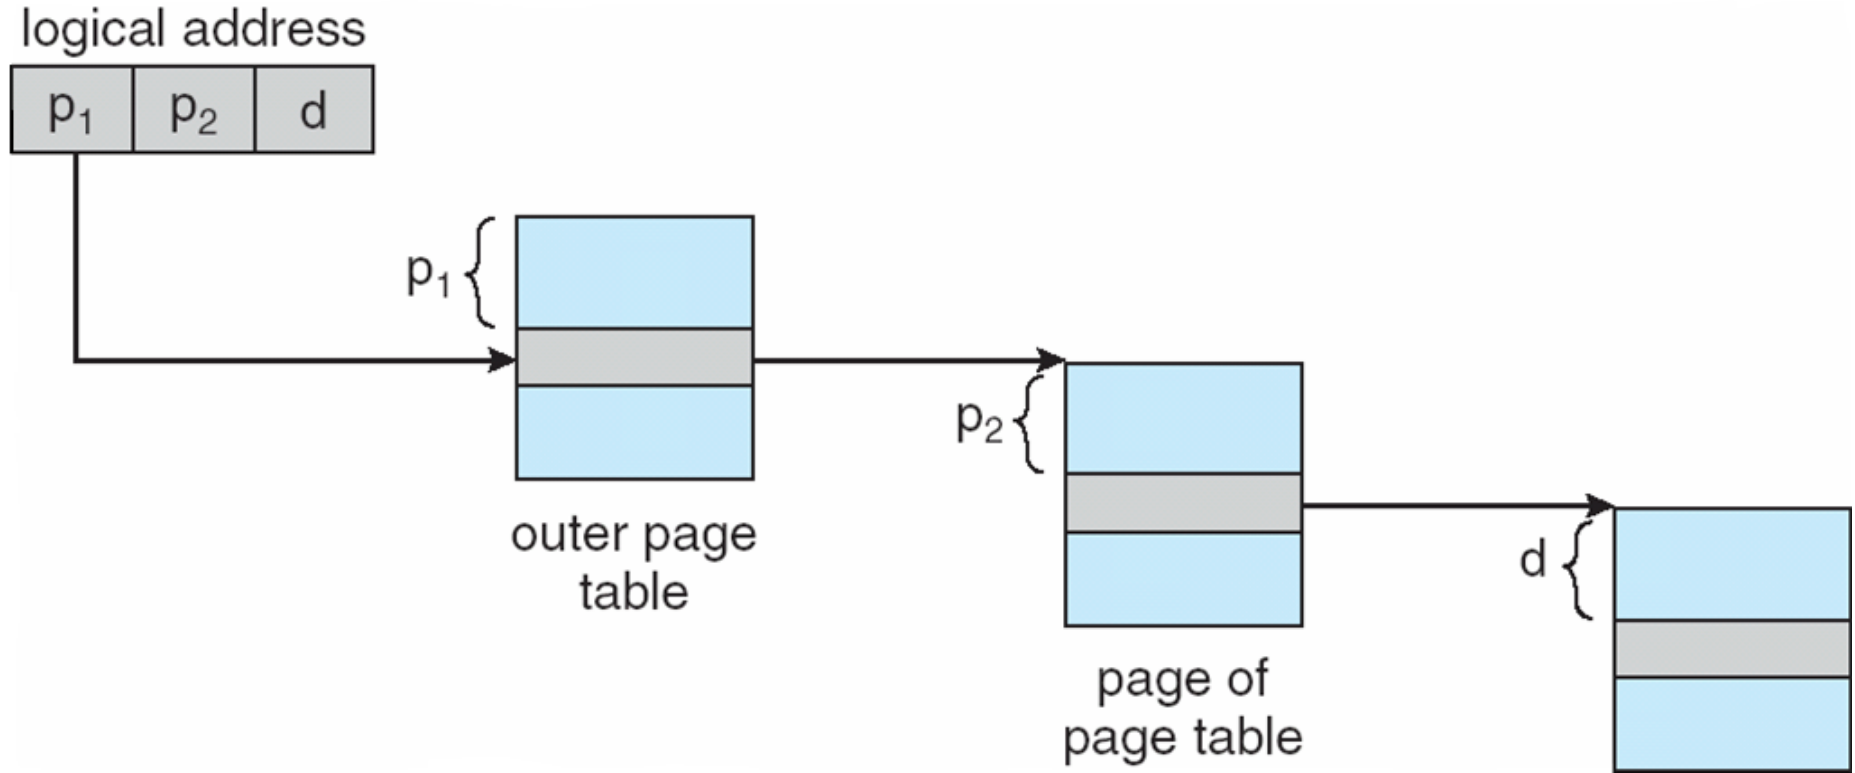 logical address
p₁ p₂ d
p₁
p₂
d
outer page
table
page of
page table